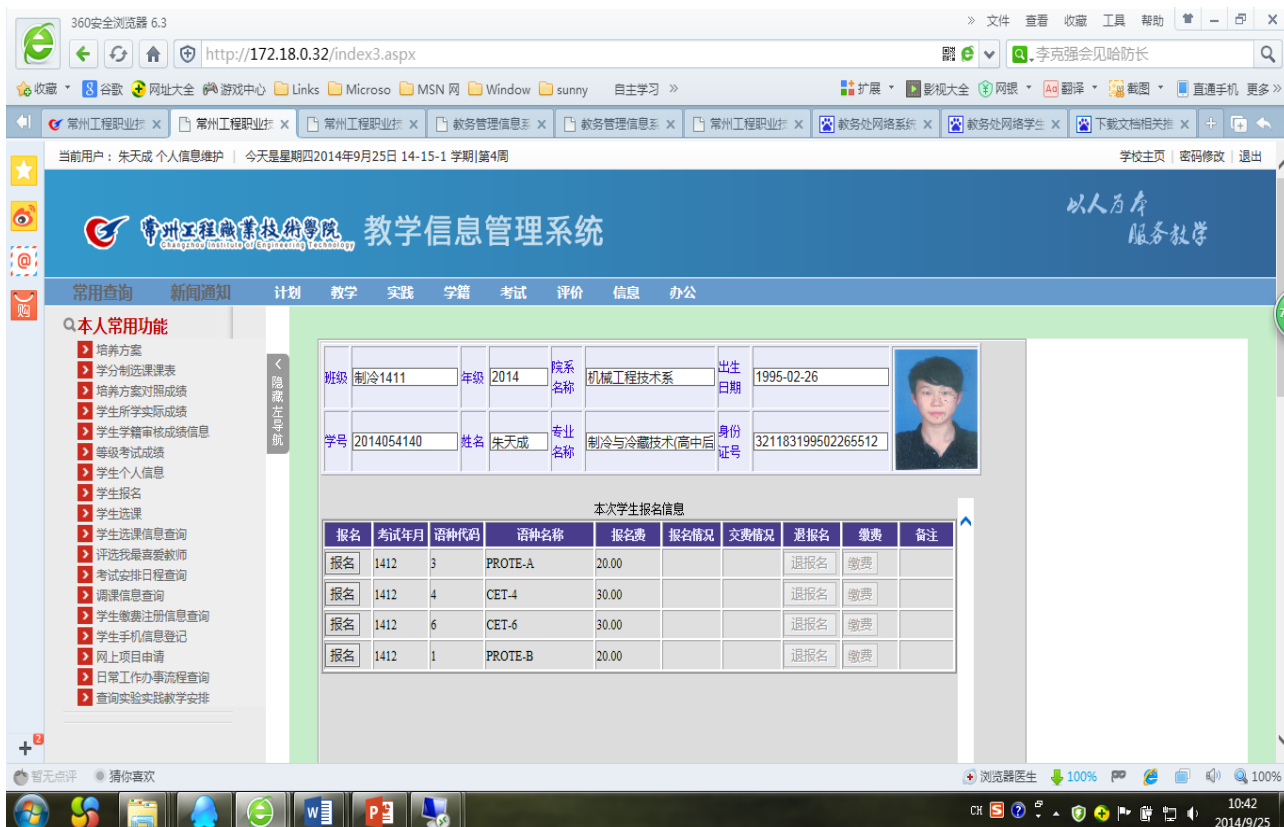 360安全浏览器 6.3
» 文件 查看 收藏 工具 帮助
http://172.18.0.32/index3.aspx
李克强会见哈防长
收藏 谷歌 网址大全 游戏中心 Links Microso MSN 网 Window sunny 自主学习 » 扩展 影视大全 网银 翻译 截图 直通手机 更多 »
常州工程职业技 常州工程职业技 常州工程职业技 教务管理信息系 教务管理信息系 常州工程职业技 教务处网络系统 教务处网络学生 下载文档相关推
当前用户：朱天成 个人信息维护 | 今天是星期四2014年9月25日 14-15-1 学期|第4周 学校主页 | 密码修改 | 退出
常州工程職業技術學院 教学信息管理系统
Changzhou Institute of Engineering Technology
以人为本
服务教学
常用查询 新闻通知 计划 教学 实践 学籍 考试 评价 信息 办公
本人常用功能
培养方案
学分制选课课表
培养方案对照成绩
学生所学实际成绩
学生学籍审核成绩信息
等级考试成绩
学生个人信息
学生报名
学生选课
学生选课信息查询
评选我最喜爱教师
考试安排日程查询
调课信息查询
学生缴费注册信息查询
学生手机信息登记
网上项目申请
日常工作办事流程查询
查询实验实践教学安排
隐藏左导航
班级 制冷1411 年级 2014 院系名称 机械工程技术系 出生日期 1995-02-26
学号 2014054140 姓名 朱天成 专业名称 制冷与冷藏技术(高中后 身份证号 321183199502265512
本次学生报名信息
报名 考试年月 语种代码 语种名称 报名费 报名情况 交费情况 退报名 缴费 备注
报名 1412 3 PROTE-A 20.00 退报名 缴费
报名 1412 4 CET-4 30.00 退报名 缴费
报名 1412 6 CET-6 30.00 退报名 缴费
报名 1412 1 PROTE-B 20.00 退报名 缴费
2
暂无点评 猜你喜欢 浏览器医生 100% 100%
CH 10:42
2014/9/25